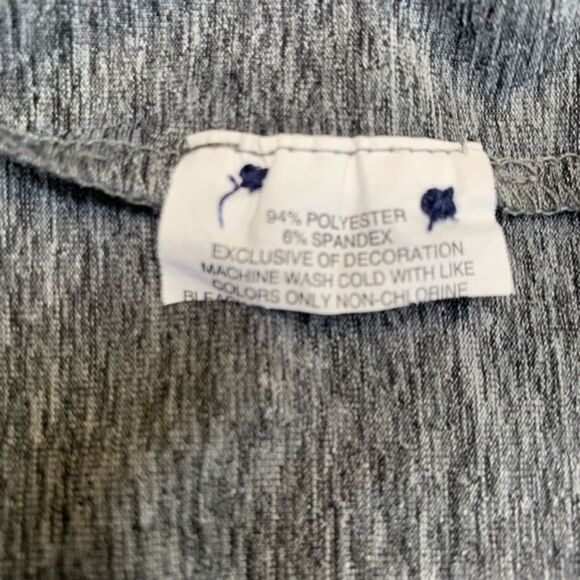 94% POLYESTER
6% SPANDEX
EXCLUSIVE OF DECORATION
MACHINE WASH COLD WITH LIKE
COLORS ONLY NON-CHLORINE